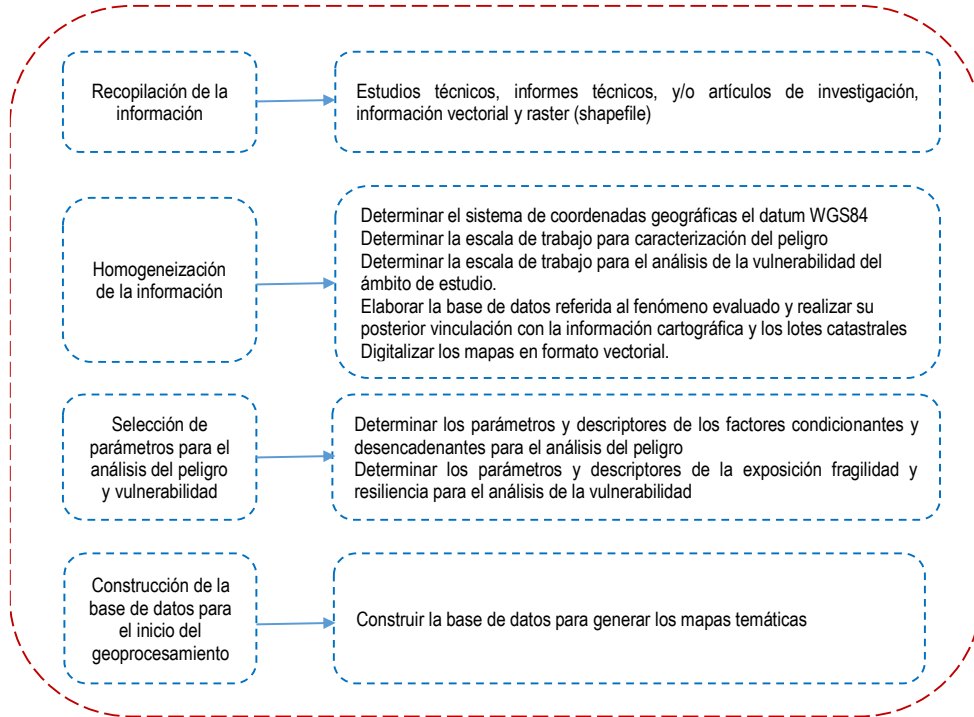 Recopilación de la
información
Estudios técnicos, informes técnicos, y/o artículos de investigación,
información vectorial y raster (shapefile)
Homogeneización
de la información
Determinar el sistema de coordenadas geográficas el datum WGS84
Determinar la escala de trabajo para caracterización del peligro
Determinar la escala de trabajo para el análisis de la vulnerabilidad del
ámbito de estudio.
Elaborar la base de datos referida al fenómeno evaluado y realizar su
posterior vinculación con la información cartográfica y los lotes catastrales
Digitalizar los mapas en formato vectorial.
Selección de
parámetros para el
análisis del peligro
y vulnerabilidad
Determinar los parámetros y descriptores de los factores condicionantes y
desencadenantes para el análisis del peligro
Determinar los parámetros y descriptores de la exposición fragilidad y
resiliencia para el análisis de la vulnerabilidad
Construcción de la
base de datos para
el inicio del
geoprocesamiento
Construir la base de datos para generar los mapas temáticas